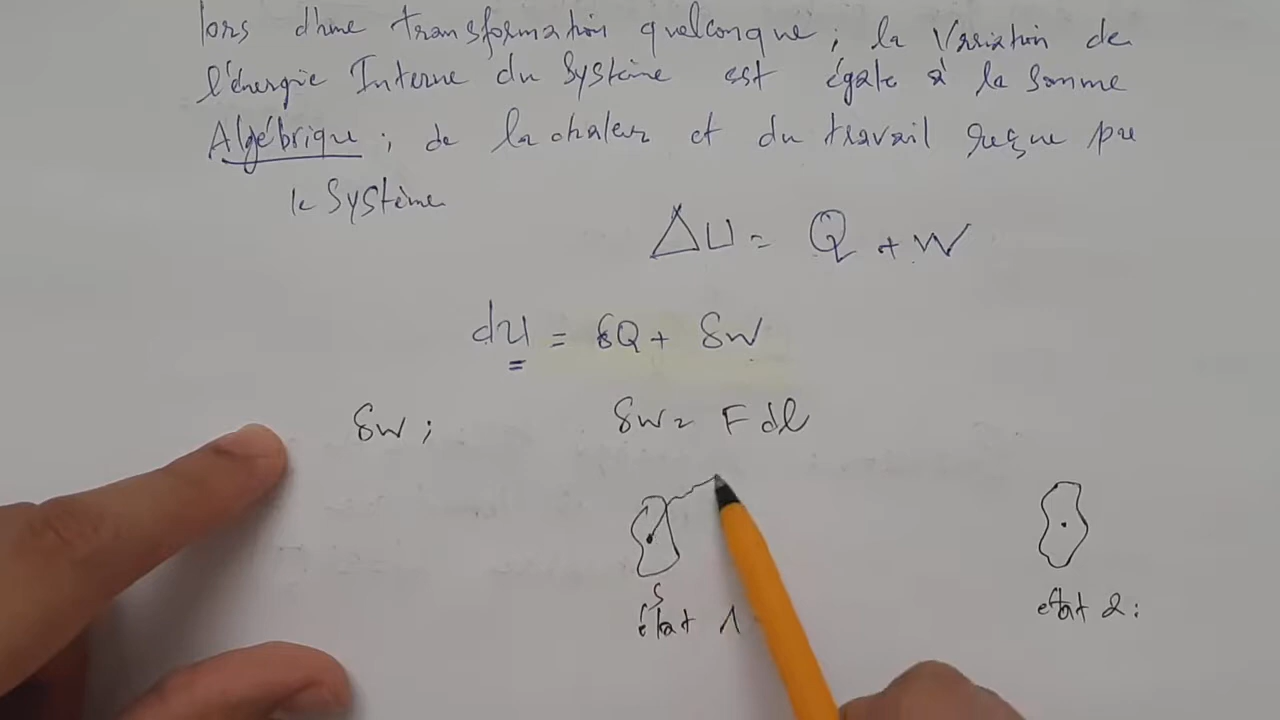 lors d'une transformation quelconque ; la Variation de
l'énergie Interne du Système est égale à la Somme
Algébrique ; de la chaleur et du travail reçue par
le Système
ΔU = Q + W
dU = δQ + δW
δW ; δW = F dl
S
état 1 état 2 :